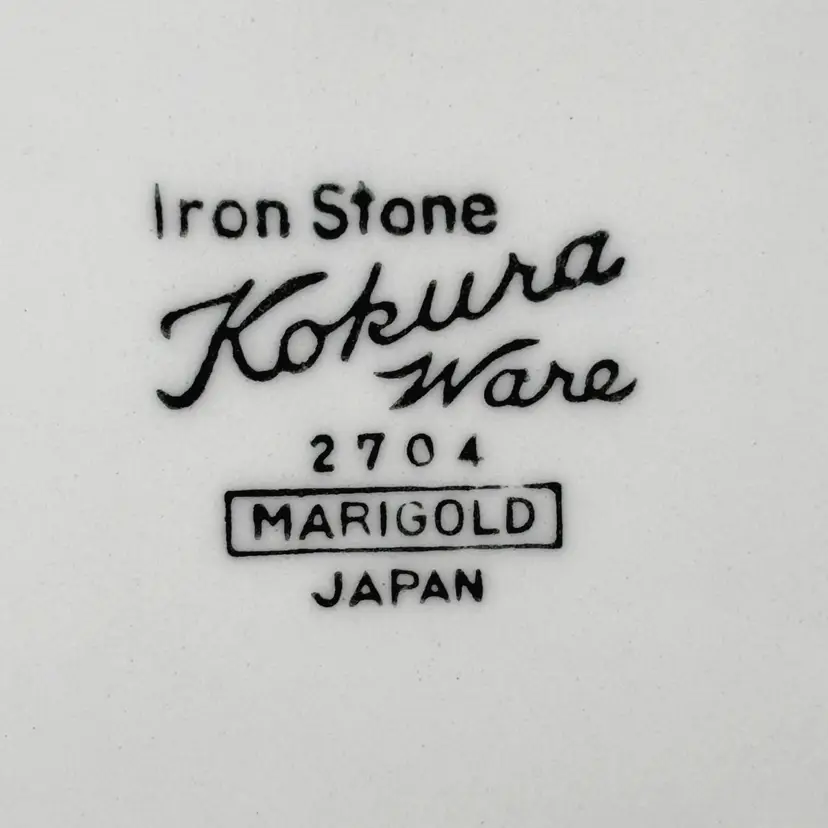 Iron Stone
Kokura
Ware
2704
MARIGOLD
JAPAN